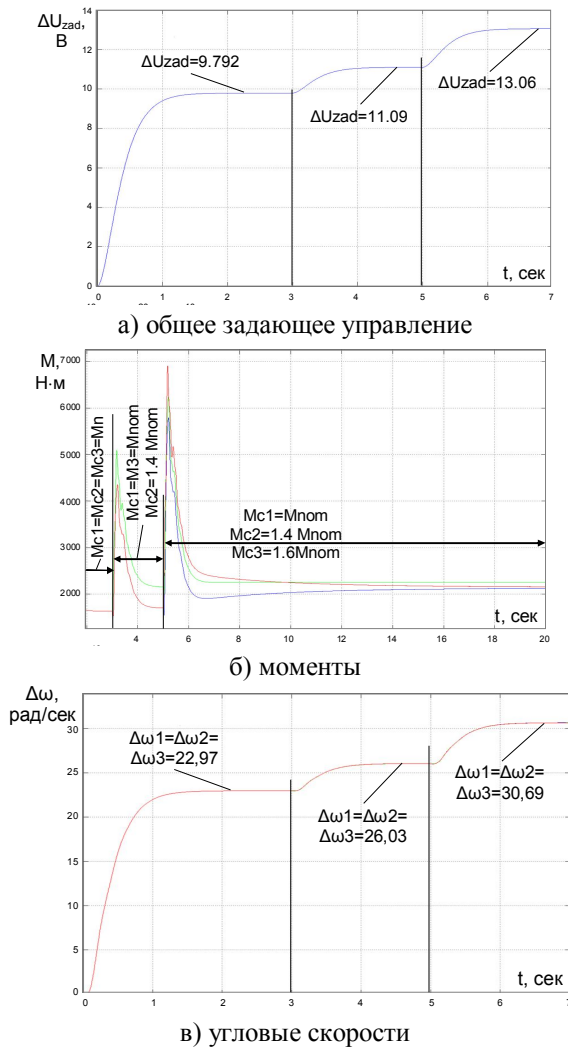 ΔUzad,
В
14
12
10
8
6
4
2
0
ΔUzad=9.792
ΔUzad=11.09
ΔUzad=13.06
t, сек
0 1 2 3 4 5 6 7
а) общее задающее управление
M,
Н·м
7000
6000
5000
4000
3000
2000
Mc1=Mc2=Mc3=Mn
Mc1=M3=Mnom
Mc2=1.4 Mnom
Mc1=Mnom
Mc2=1.4 Mnom
Mc3=1.6Mnom
t, сек
4 6 8 10 12 14 16 18 20
б) моменты
Δω,
рад/сек
30
25
20
15
10
5
0
Δω1=Δω2=
Δω3=22,97
Δω1=Δω2=
Δω3=26,03
Δω1=Δω2=
Δω3=30,69
t, сек
0 1 2 3 4 5 6 7
в) угловые скорости